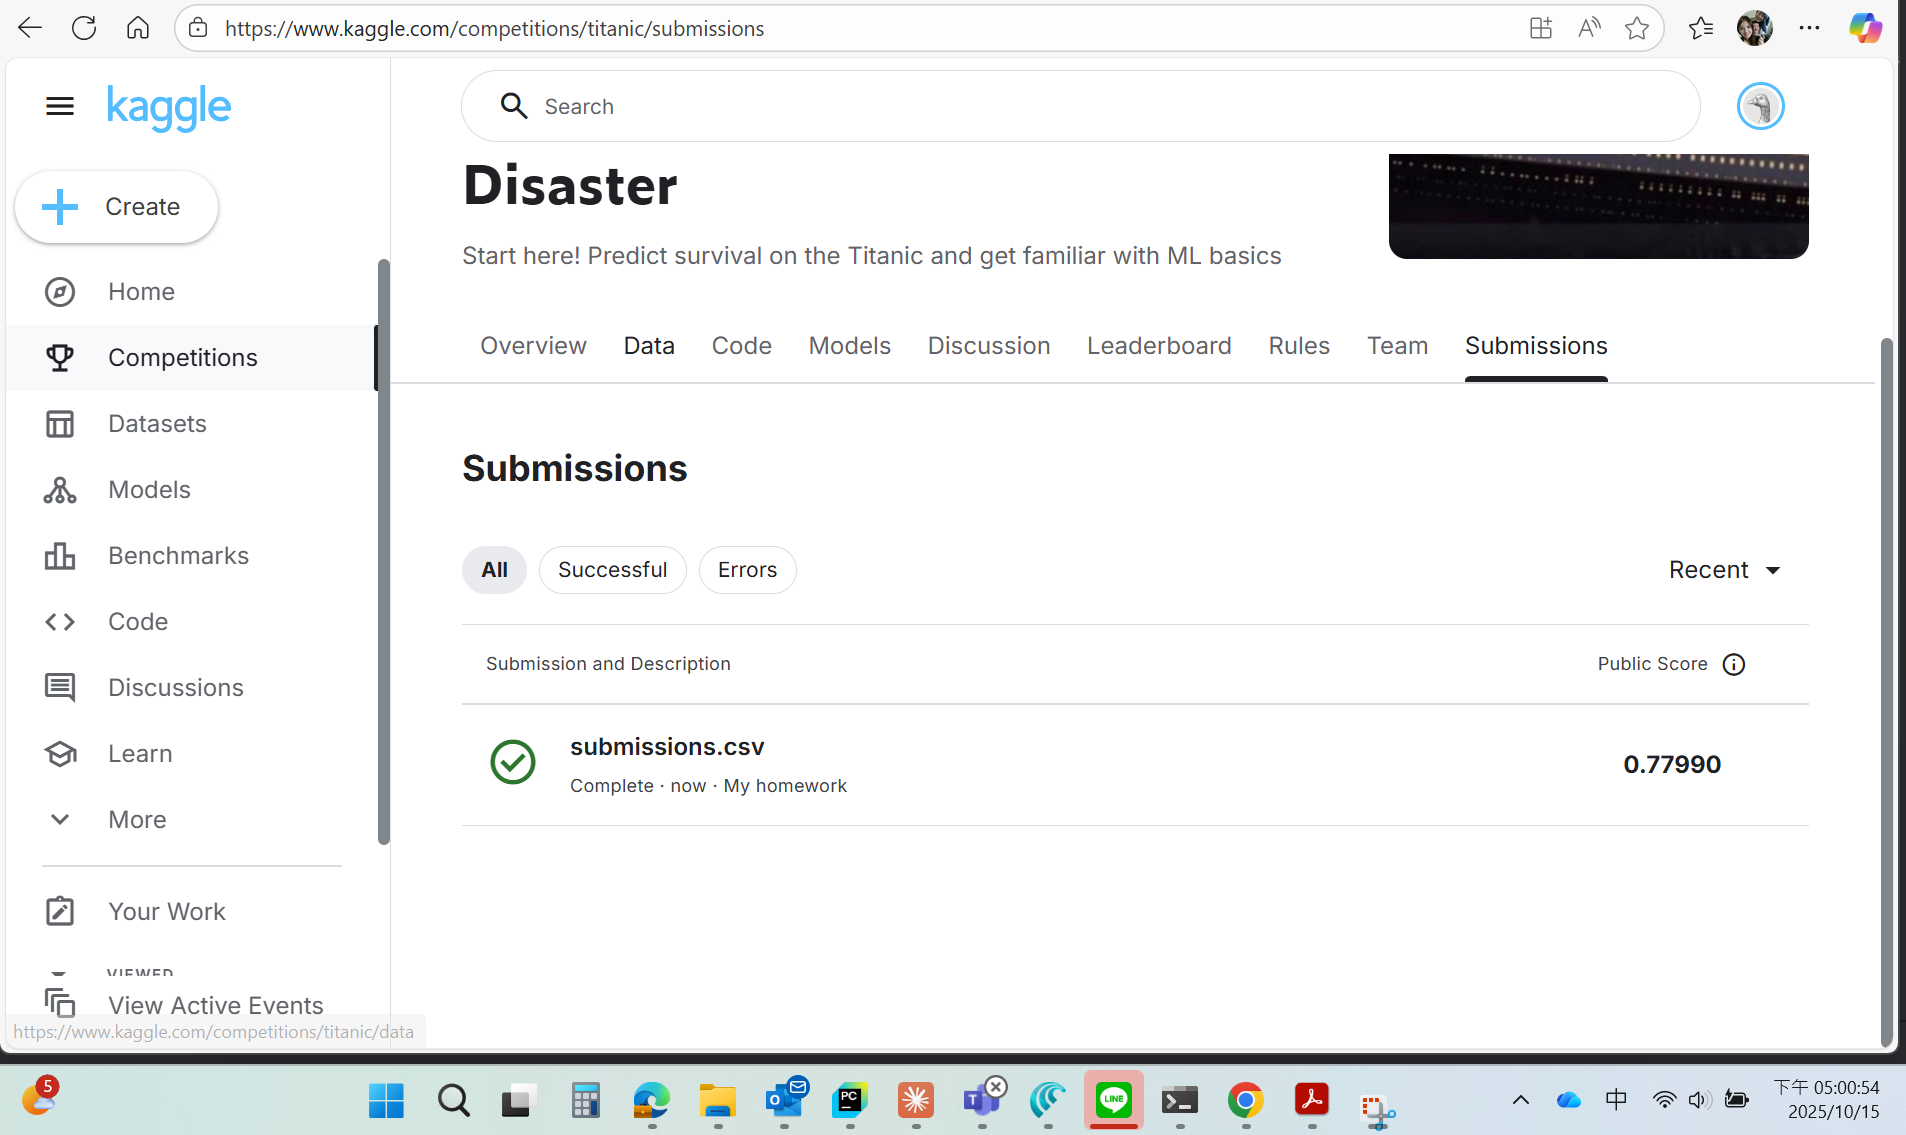 https://www.kaggle.com/competitions/titanic/submissions
kaggle
Search
Create
Disaster
Start here! Predict survival on the Titanic and get familiar with ML basics
Home
Competitions
Datasets
Models
Benchmarks
Code
Discussions
Learn
More
Your Work
VIEWED
View Active Events
https://www.kaggle.com/competitions/titanic/data
Overview Data Code Models Discussion Leaderboard Rules Team Submissions
Submissions
All Successful Errors
Recent
Submission and Description Public Score
submissions.csv
Complete · now · My homework
0.77990
5
PC
LINE
中
下午 05:00:54
2025/10/15